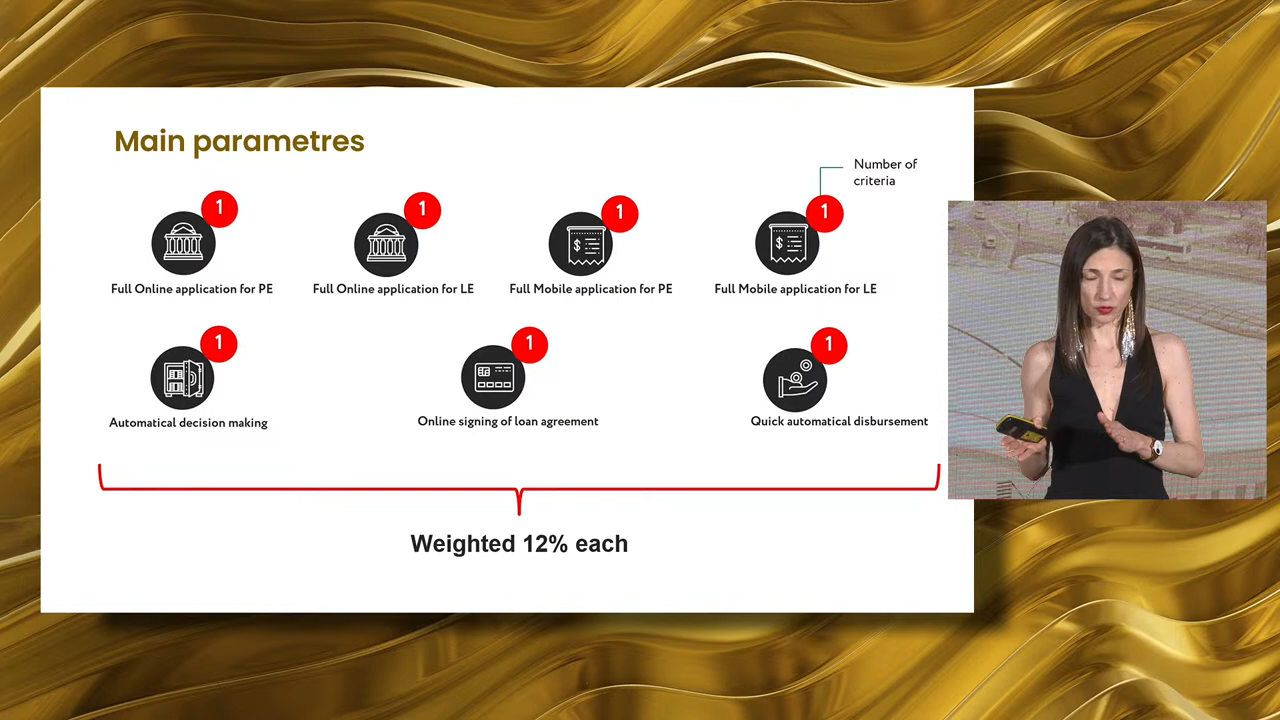 Main parametres
Number of
criteria
1
1
1
1
Full Online application for PE
Full Online application for LE
Full Mobile application for PE
Full Mobile application for LE
1
1
1
Automatical decision making
Online signing of loan agreement
Quick automatical disbursement
Weighted 12% each